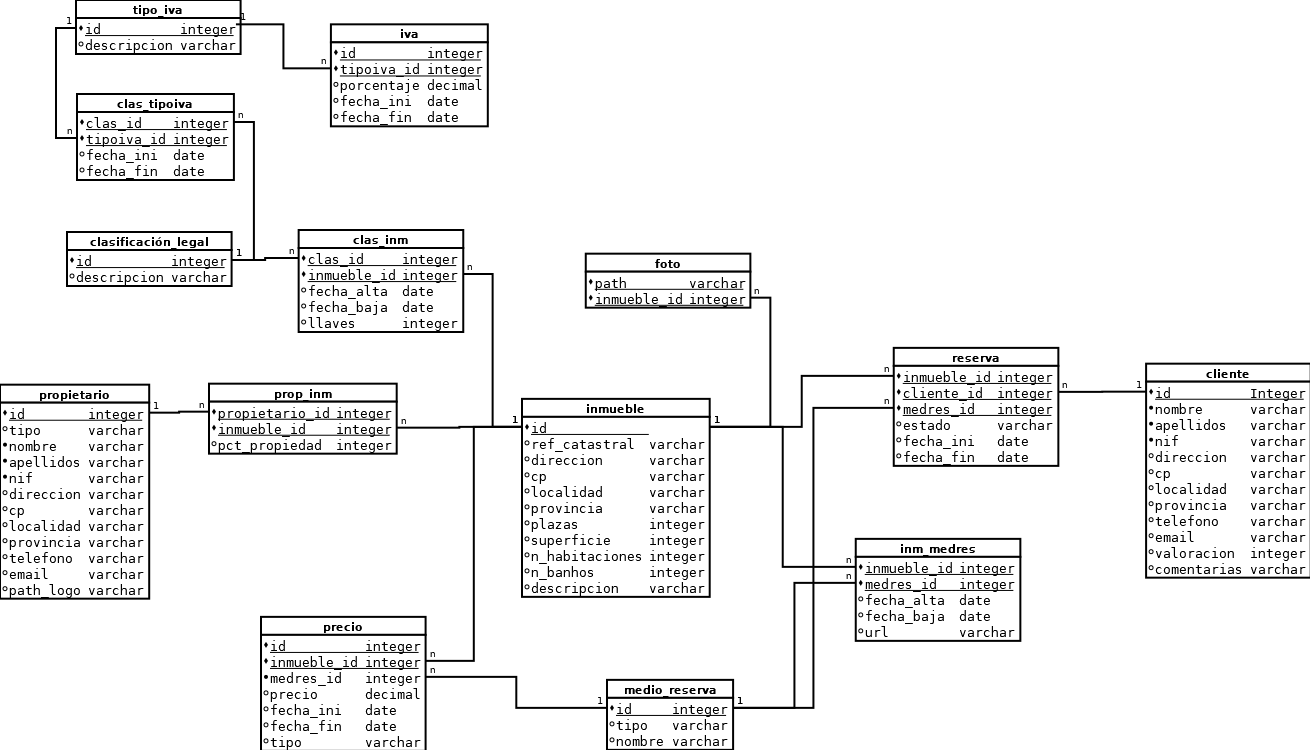 tipo_iva
id integer
descripcion varchar
1
1
iva
id integer
tipoiva_id integer
porcentaje decimal
fecha_ini date
fecha_fin date
n
clas_tipoiva
clas_id integer
tipoiva_id integer
fecha_ini date
fecha_fin date
n
n
clasificación_legal
id integer
descripcion varchar
1
clas_inm
clas_id integer
inmueble_id integer
fecha_alta date
fecha_baja date
llaves integer
n
n
foto
path varchar
inmueble_id integer
n
propietario
id integer
tipo varchar
nombre varchar
apellidos varchar
nif varchar
direccion varchar
cp varchar
localidad varchar
provincia varchar
telefono varchar
email varchar
path_logo varchar
1
prop_inm
propietario_id integer
inmueble_id integer
pct_propiedad integer
n
n
inmueble
id
ref_catastral varchar
direccion varchar
cp varchar
localidad varchar
provincia varchar
plazas integer
superficie integer
n_habitaciones integer
n_banhos integer
descripcion varchar
1
1
reserva
inmueble_id integer
cliente_id integer
medres_id integer
estado varchar
fecha_ini date
fecha_fin date
n
n
n
cliente
id Integer
nombre varchar
apellidos varchar
nif varchar
direccion varchar
cp varchar
localidad varchar
provincia varchar
telefono varchar
email varchar
valoracion integer
comentarias varchar
1
inm_medres
inmueble_id integer
medres_id integer
fecha_alta date
fecha_baja date
url varchar
n
n
precio
id integer
inmueble_id integer
medres_id integer
precio decimal
fecha_ini date
fecha_fin date
tipo varchar
n
n
medio_reserva
id integer
tipo varchar
nombre varchar
1
1